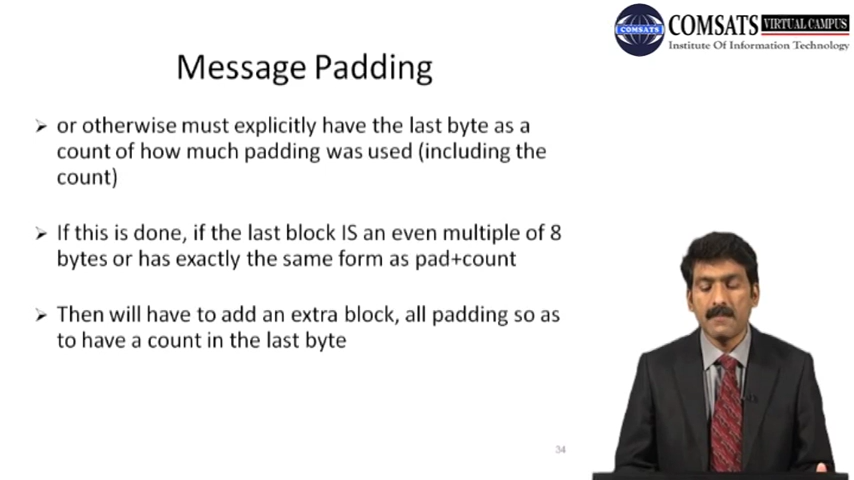 COMSATS
COMSATS VIRTUAL CAMPUS
Institute Of Information Technology
Message Padding
➢ or otherwise must explicitly have the last byte as a
count of how much padding was used (including the
count)
➢ If this is done, if the last block IS an even multiple of 8
bytes or has exactly the same form as pad+count
➢ Then will have to add an extra block, all padding so as
to have a count in the last byte
34